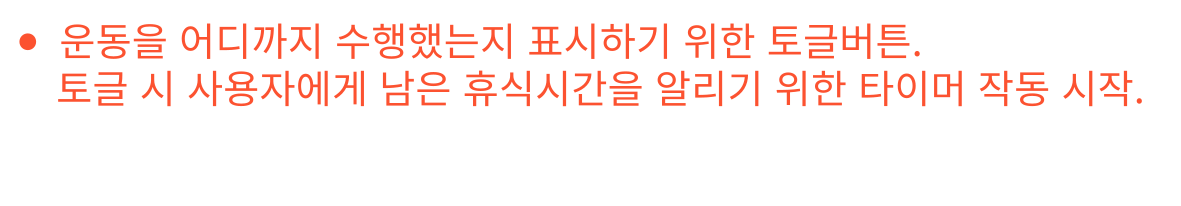 ● 운동을 어디까지 수행했는지 표시하기 위한 토글버튼.
토글 시 사용자에게 남은 휴식시간을 알리기 위한 타이머 작동 시작.